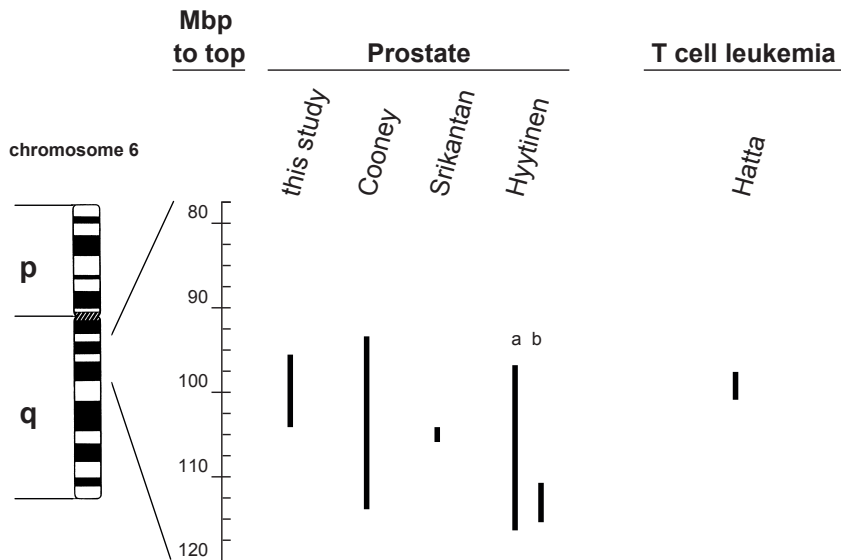 Mbp
to top
Prostate
T cell leukemia
this study
Cooney
Srikantan
Hyytinen
Hatta
chromosome 6
p
q
80
90
100
110
120
a b